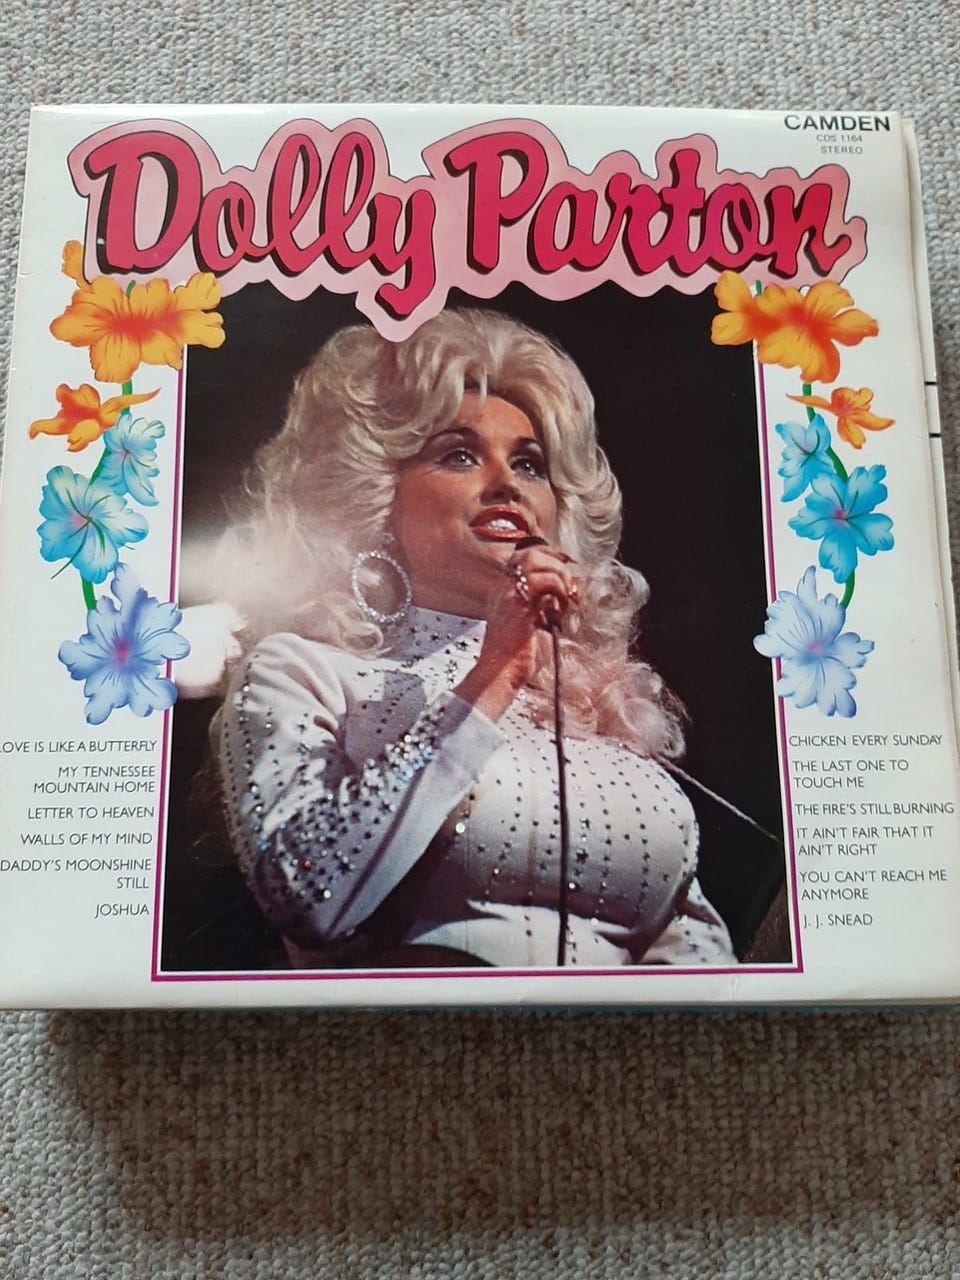 Dolly Parton
CAMDEN
CDS 1164
STEREO
LOVE IS LIKE A BUTTERFLY
MY TENNESSEE
MOUNTAIN HOME
LETTER TO HEAVEN
WALLS OF MY MIND
DADDY'S MOONSHINE
STILL
JOSHUA
CHICKEN EVERY SUNDAY
THE LAST ONE TO
TOUCH ME
THE FIRE'S STILL BURNING
IT AIN'T FAIR THAT IT
AIN'T RIGHT
YOU CAN'T REACH ME
ANYMORE
J. J. SNEAD